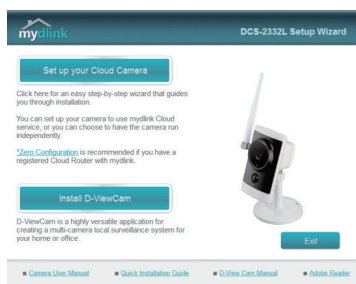 mydlink
DCS-2332L Setup Wizard
Set up your Cloud Camera
Click here for an easy step-by-step wizard that guides
you through installation.
You can set up your camera to use mydlink Cloud
service, or you can choose to have the camera run
independently.
*Zero Configuration is recommended if you have a
registered Cloud Router with mydlink.
Install D-ViewCam
D-ViewCam is a highly versatile application for
creating a multi-camera local surveillance system for
your home or office.
Exit
Camera User Manual
Quick Installation Guide
D-View Cam Manual
Adobe Reader